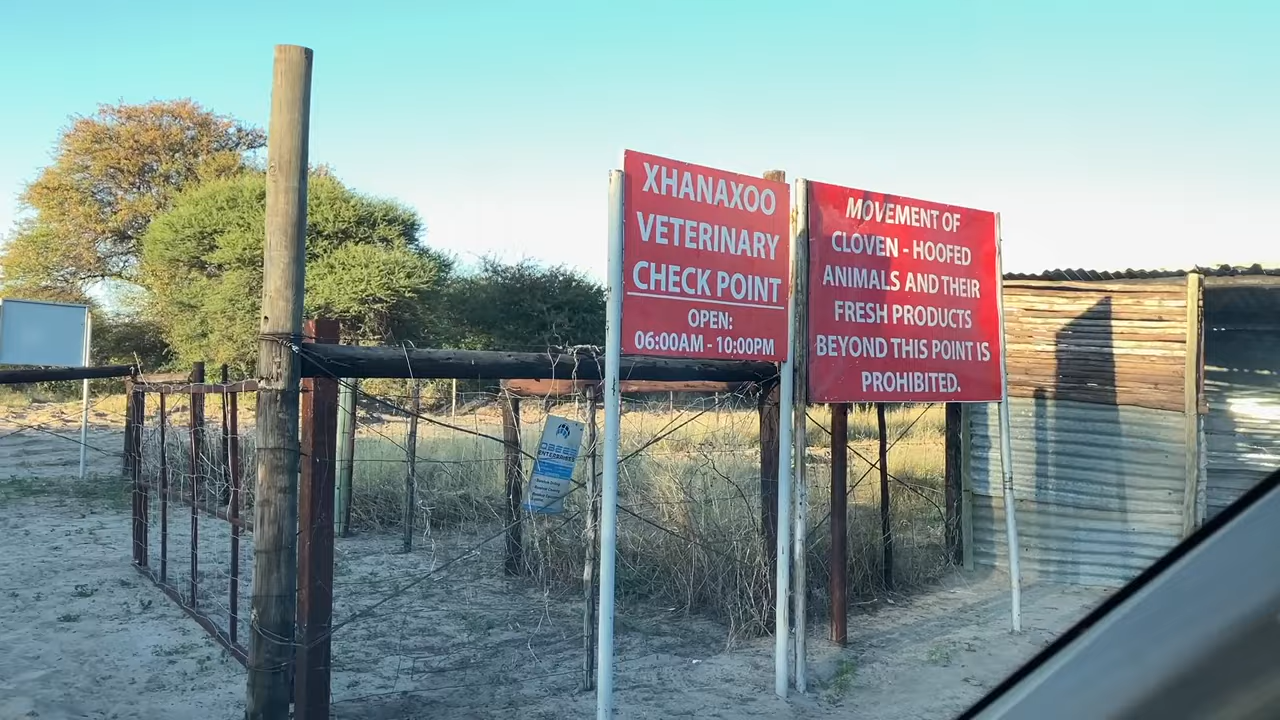 XHANAXOO
VETERINARY
CHECK POINT
OPEN:
06:00AM - 10:00PM
MOVEMENT OF
CLOVEN - HOOFED
ANIMALS AND THEIR
FRESH PRODUCTS
BEYOND THIS POINT IS
PROHIBITED.
ENTERPRISES